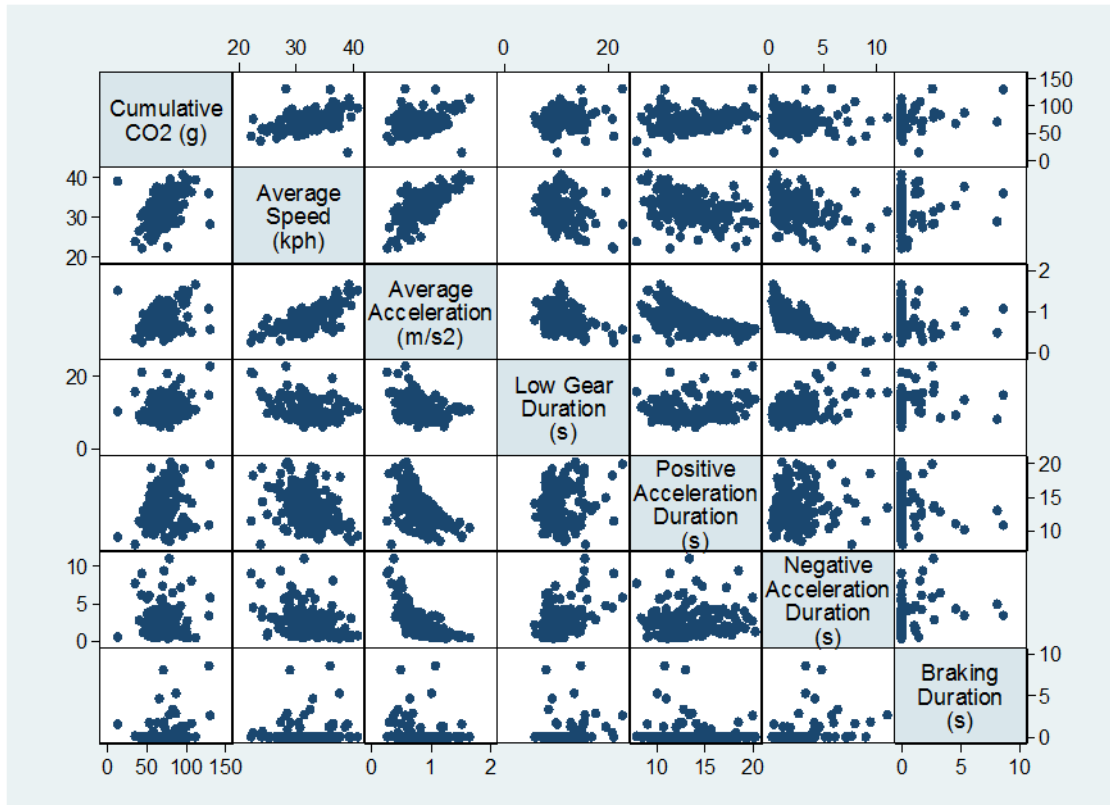 20 30 40 0 20 0 5 10
Cumulative
CO2 (g)
150
100
50
0
40
30
20
Average
Speed
(kph)
Average
Acceleration
(m/s2)
2
1
0
20
0
Low Gear
Duration
(s)
Positive
Acceleration
Duration
(s)
20
15
10
10
5
0
Negative
Acceleration
Duration
(s)
Braking
Duration
(s)
10
5
0
0 50 100 150 0 1 2 10 15 20 0 5 10